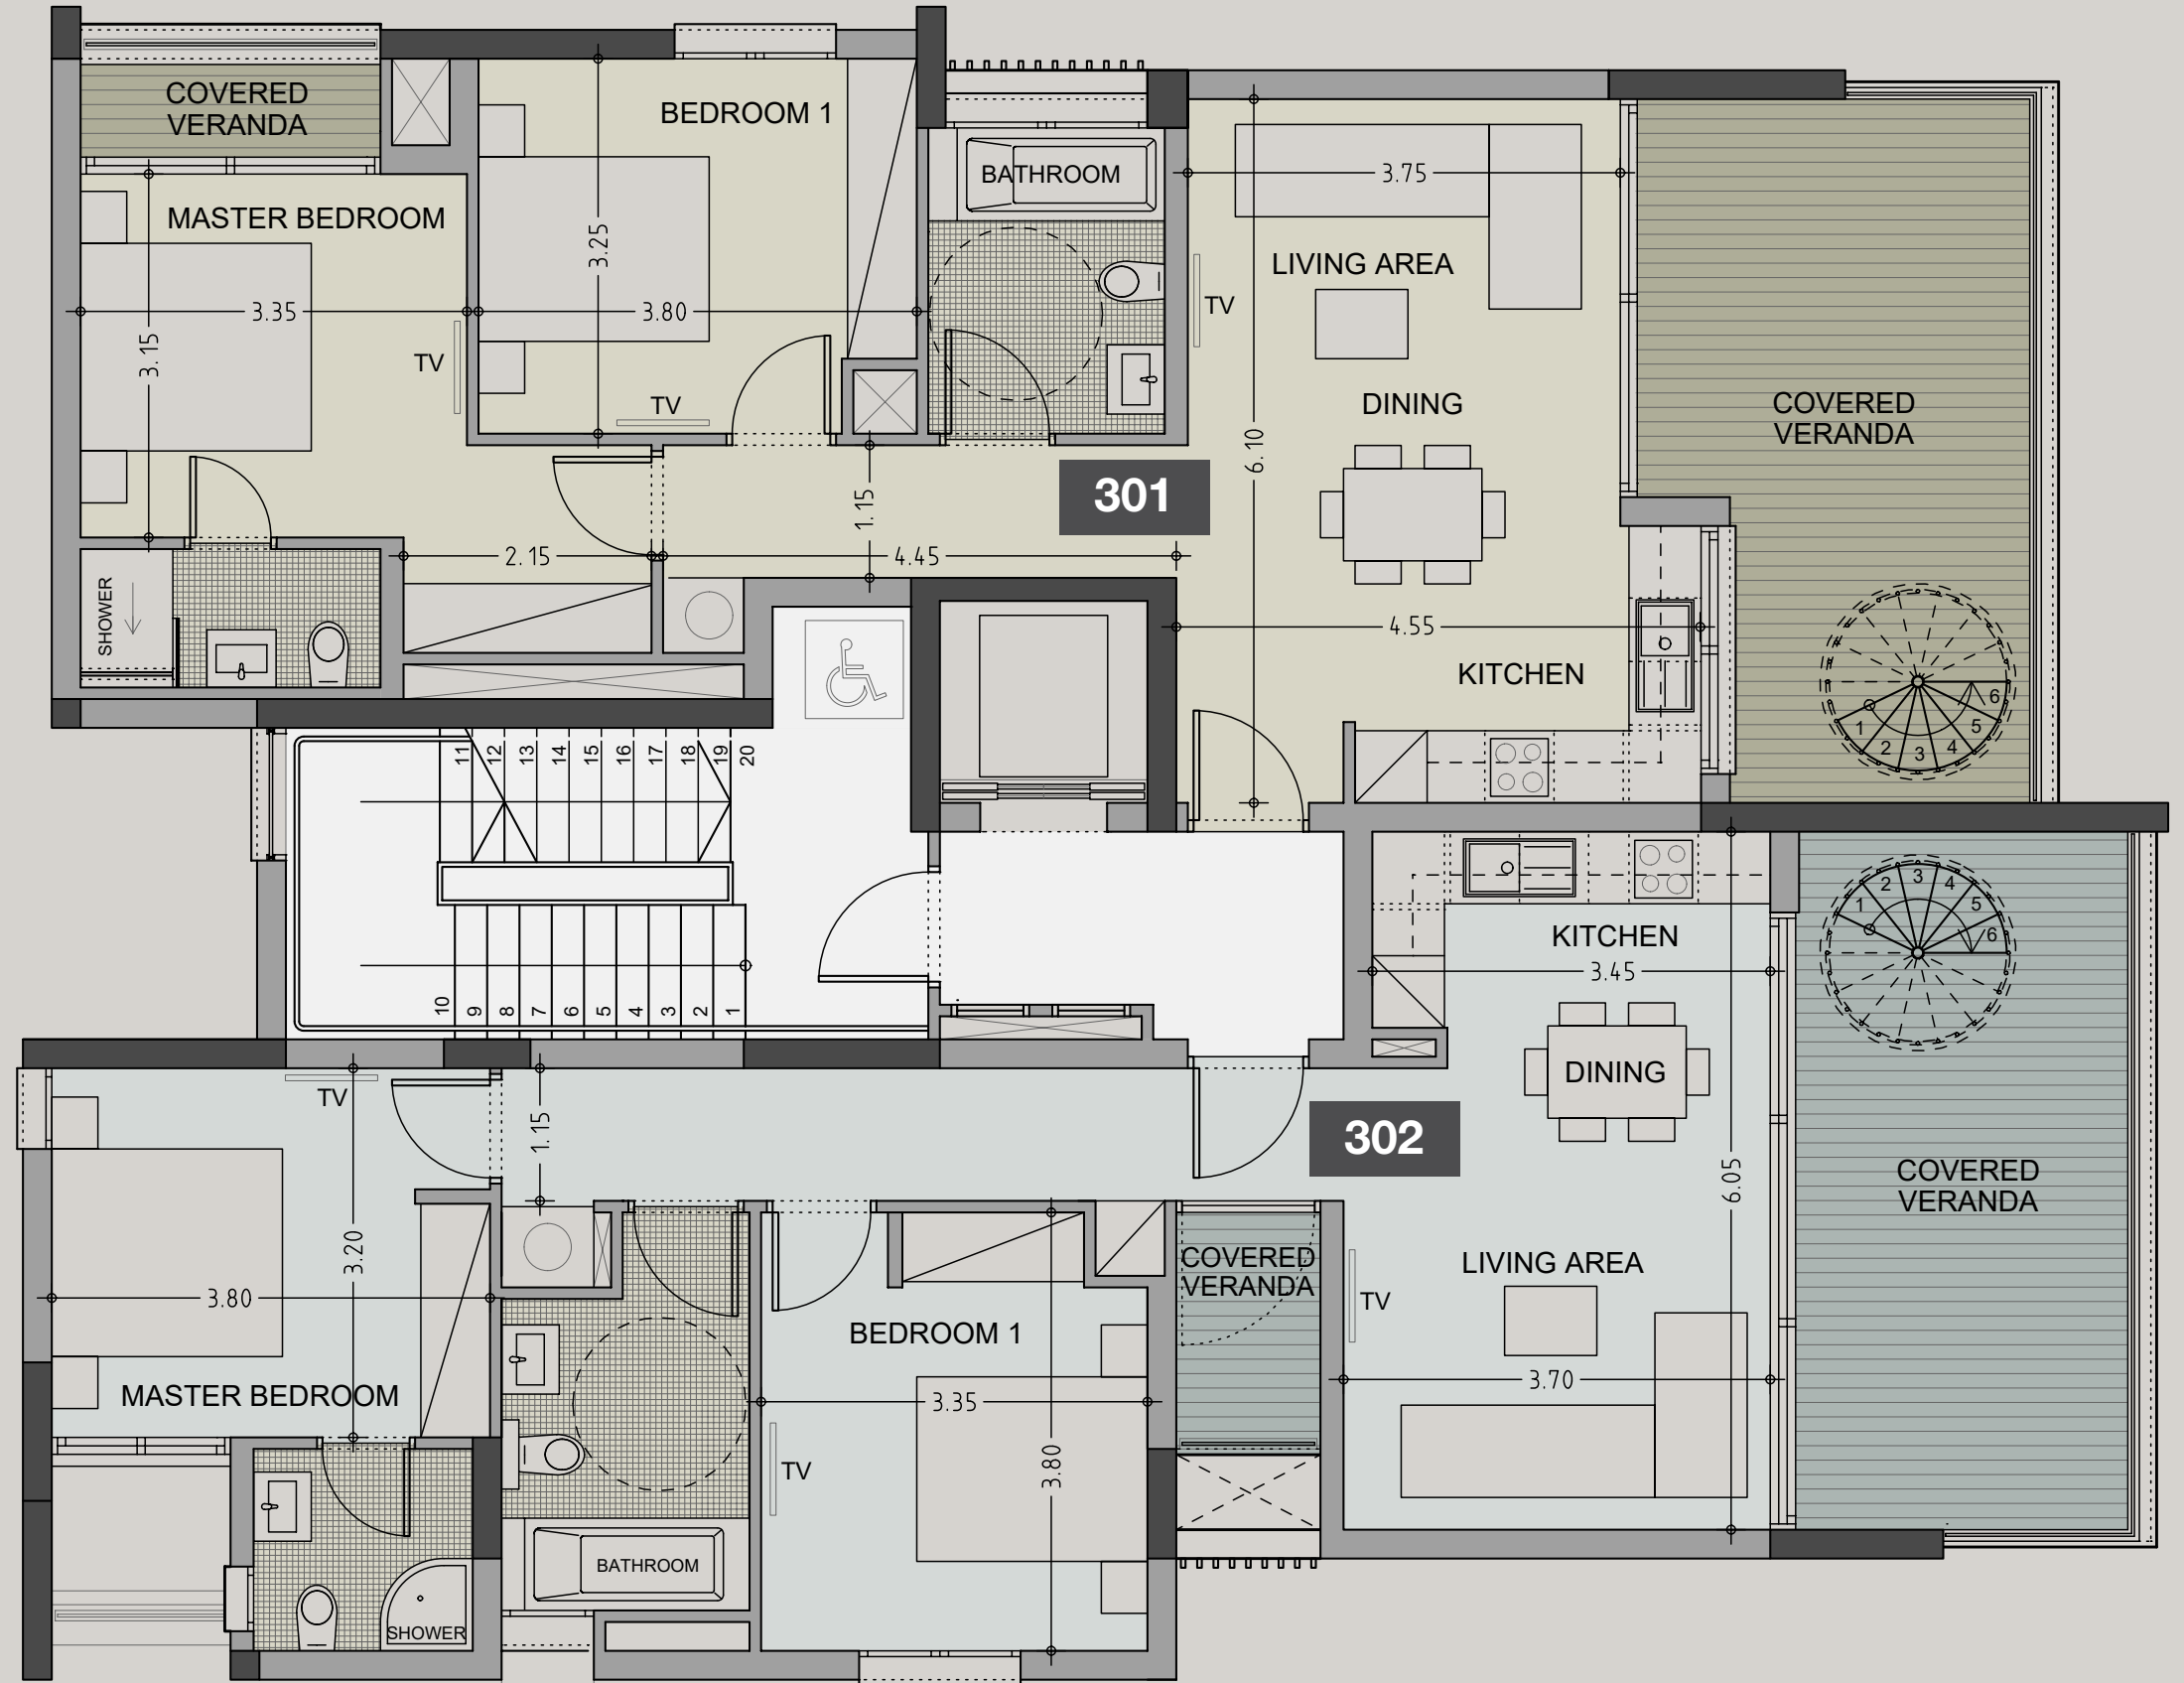 COVERED
VERANDA
BEDROOM 1
BATHROOM
3.75
MASTER BEDROOM
3.25
LIVING AREA
TV
3.35
3.80
3.15
TV
TV
DINING
COVERED
VERANDA
6.10
301
1.15
2.15
4.45
SHOWER
4.55
KITCHEN
1
2
3
4
5
6
11
12
13
14
15
16
17
18
19
20
1
2
3
4
5
6
KITCHEN
3.45
10
9
8
7
6
5
4
3
2
1
DINING
TV
1.15
302
COVERED
VERANDA
6.05
3.20
COVERED
VERANDA
LIVING AREA
3.80
TV
BEDROOM 1
MASTER BEDROOM
3.35
3.70
TV
3.80
BATHROOM
SHOWER